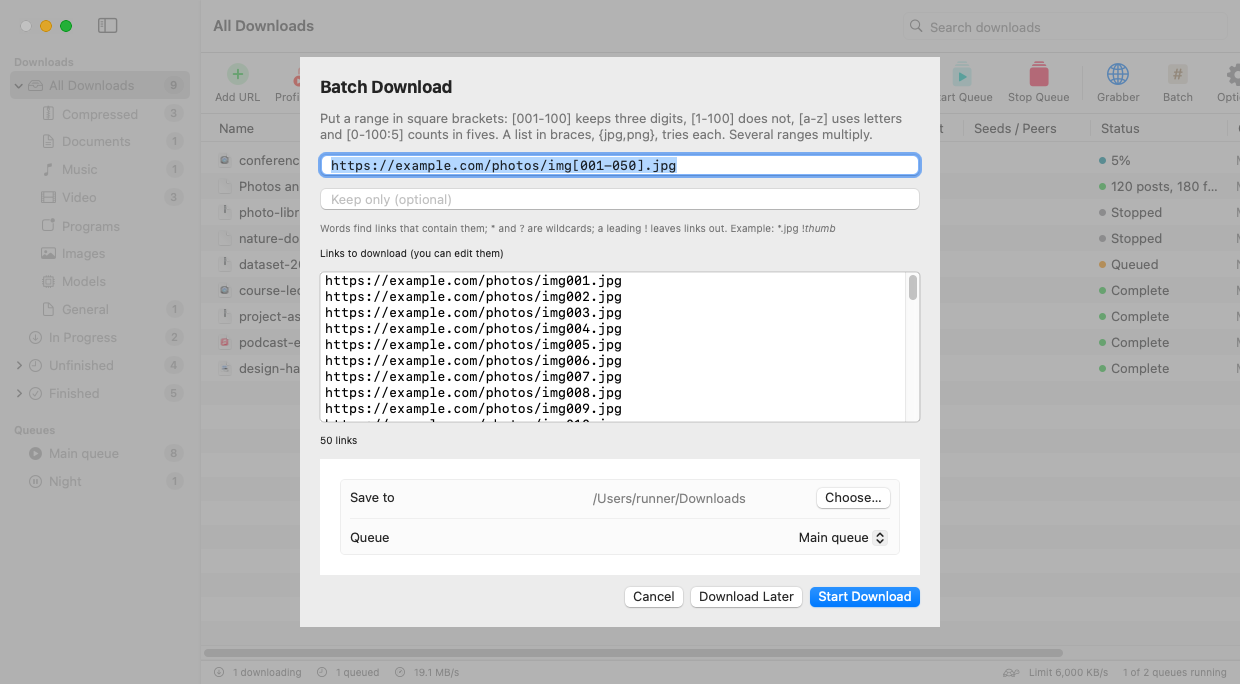 All Downloads
Search downloads
Downloads
All Downloads 9
Compressed 3
Documents 1
Music 1
Video 3
Programs
Images
Models
General 1
In Progress 2
Unfinished 4
Finished 5
Queues
Main queue 8
Night 1
Add URL
Stop Queue
Grabber
Batch
Name
Seeds / Peers
Status
5%
120 posts, 180 f...
Stopped
Stopped
Queued
Complete
Complete
Complete
Complete
Batch Download
Put a range in square brackets: [001-100] keeps three digits, [1-100] does not, [a-z] uses letters
and [0-100:5] counts in fives. A list in braces, {jpg,png}, tries each. Several ranges multiply.
https://example.com/photos/img[001-050].jpg
Keep only (optional)
Words find links that contain them; * and ? are wildcards; a leading ! leaves links out. Example: *.jpg !thumb
Links to download (you can edit them)
https://example.com/photos/img001.jpg
https://example.com/photos/img002.jpg
https://example.com/photos/img003.jpg
https://example.com/photos/img004.jpg
https://example.com/photos/img005.jpg
https://example.com/photos/img006.jpg
https://example.com/photos/img007.jpg
https://example.com/photos/img008.jpg
https://example.com/photos/img009.jpg
50 links
Save to /Users/runner/Downloads Choose...
Queue Main queue
Cancel Download Later Start Download
1 downloading 1 queued 19.1 MB/s
Limit 6,000 KB/s 1 of 2 queues running